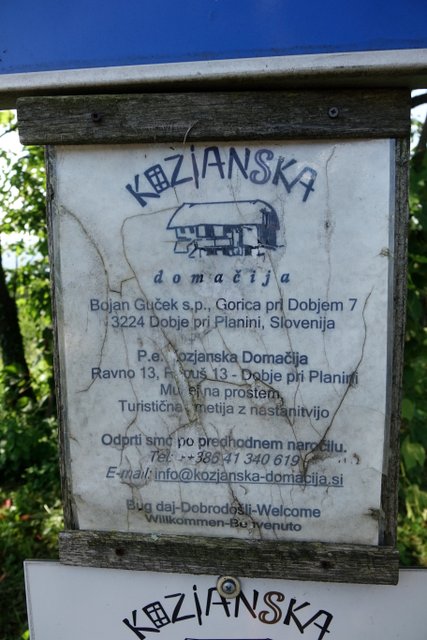 KOZJANSKA
domačija
Bojan Guček s.p., Gorica pri Dobjem 7
3224 Dobje pri Planini, Slovenija
P.e. Kozjanska Domačija
Ravno 13, 13 - Dobje pri Planini
Muzej na prostem
Turistična kmetija z nastanitvijo
Odprti smo po predhodnem naročilu.
Tel: ++386 41 340 619
E-mail: info@kozjanska-domacija.si
Bug daj-Dobrodošli-Welcome
Willkommen-Benvenuto
KOZJANSKA